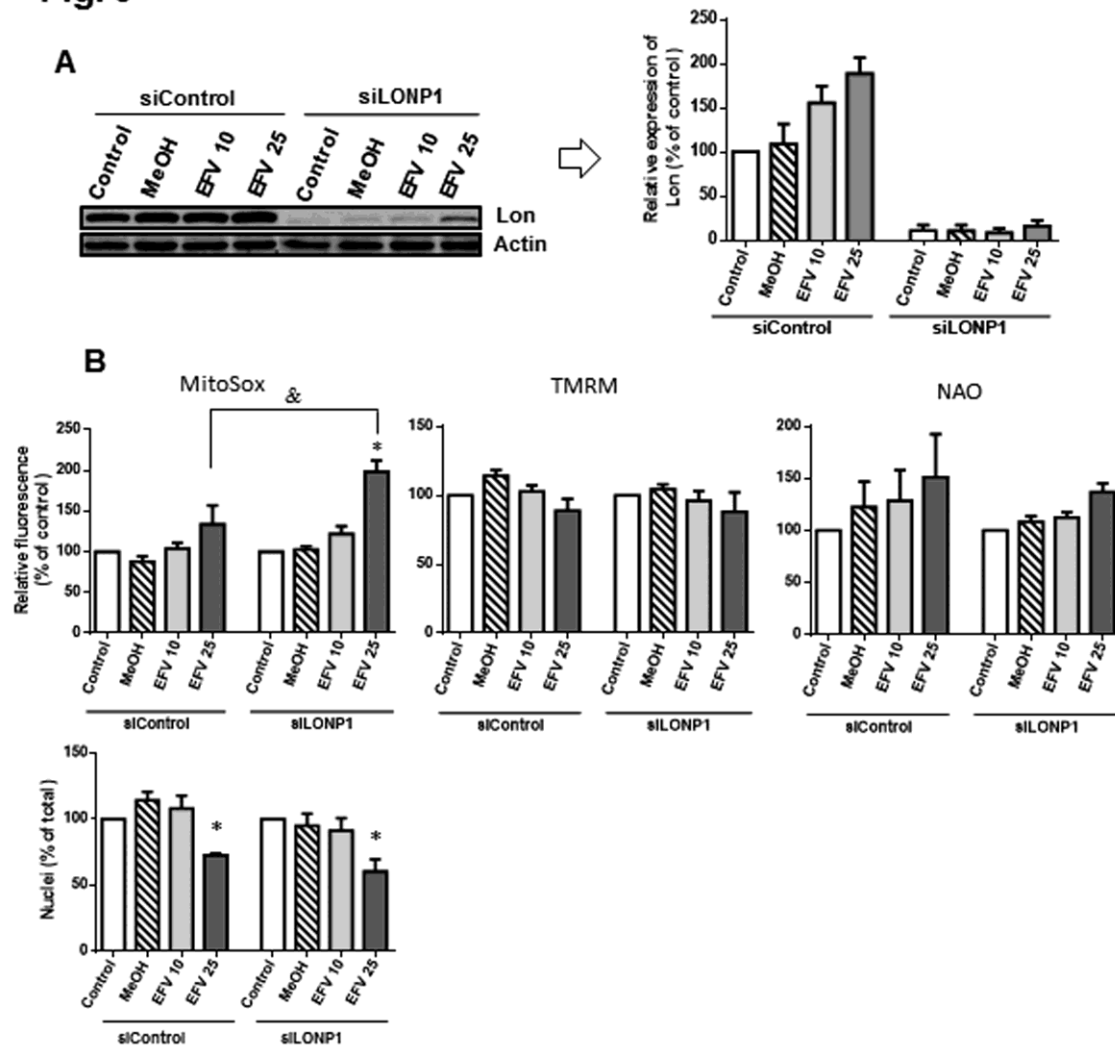 A
siControl
siLONP1
Control
MeOH
EFV 10
EFV 25
Control
MeOH
EFV 10
EFV 25
Lon
Actin
Relative expression of
Lon (% of control)
250
200
150
100
50
0
Control
MeOH
EFV 10
EFV 25
Control
MeOH
EFV 10
EFV 25
siControl
siLONP1
B
MitoSox
&
*
Relative fluorescence
(% of control)
250
200
150
100
50
0
Control
MeOH
EFV 10
EFV 25
Control
MeOH
EFV 10
EFV 25
siControl
siLONP1
TMRM
150
100
50
0
Control
MeOH
EFV 10
EFV 25
Control
MeOH
EFV 10
EFV 25
siControl
siLONP1
NAO
200
150
100
50
0
Control
MeOH
EFV 10
EFV 25
Control
MeOH
EFV 10
EFV 25
siControl
siLONP1
Nuclei (% of total)
150
100
50
0
*
*
Control
MeOH
EFV 10
EFV 25
Control
MeOH
EFV 10
EFV 25
siControl
siLONP1